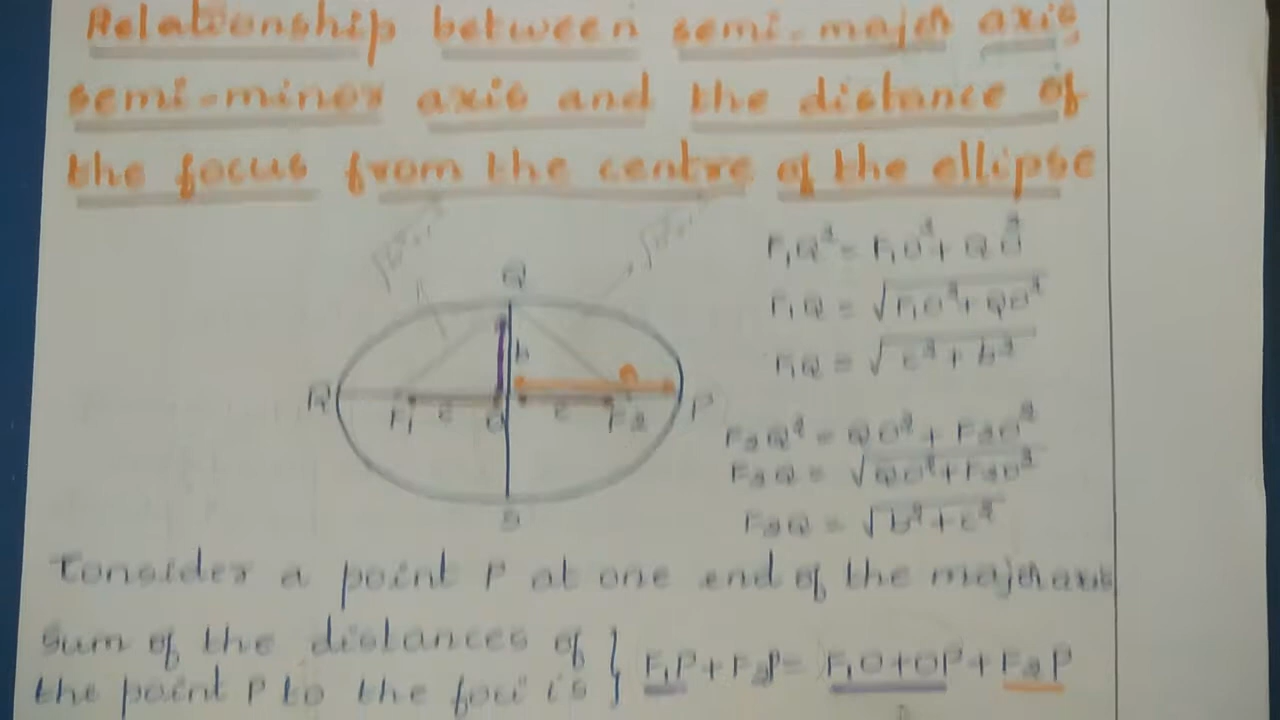 Relationship between semi-major axis,
semi-minor axis and the distance of
the focus from the centre of the ellipse
F₁Q² = F₁O² + QO²
F₁Q = √F₁O² + QO²
F₁Q = √c² + b²
Q
b
a
R
F₁
c
O
c
F₂
P
S
F₂Q² = QO² + F₂O²
F₂Q = √QO² + F₂O²
F₂Q = √b² + c²
Consider a point P at one end of the major axis
sum of the distances of
the point P to the foci is } F₁P + F₂P = F₁O + OP + F₂P